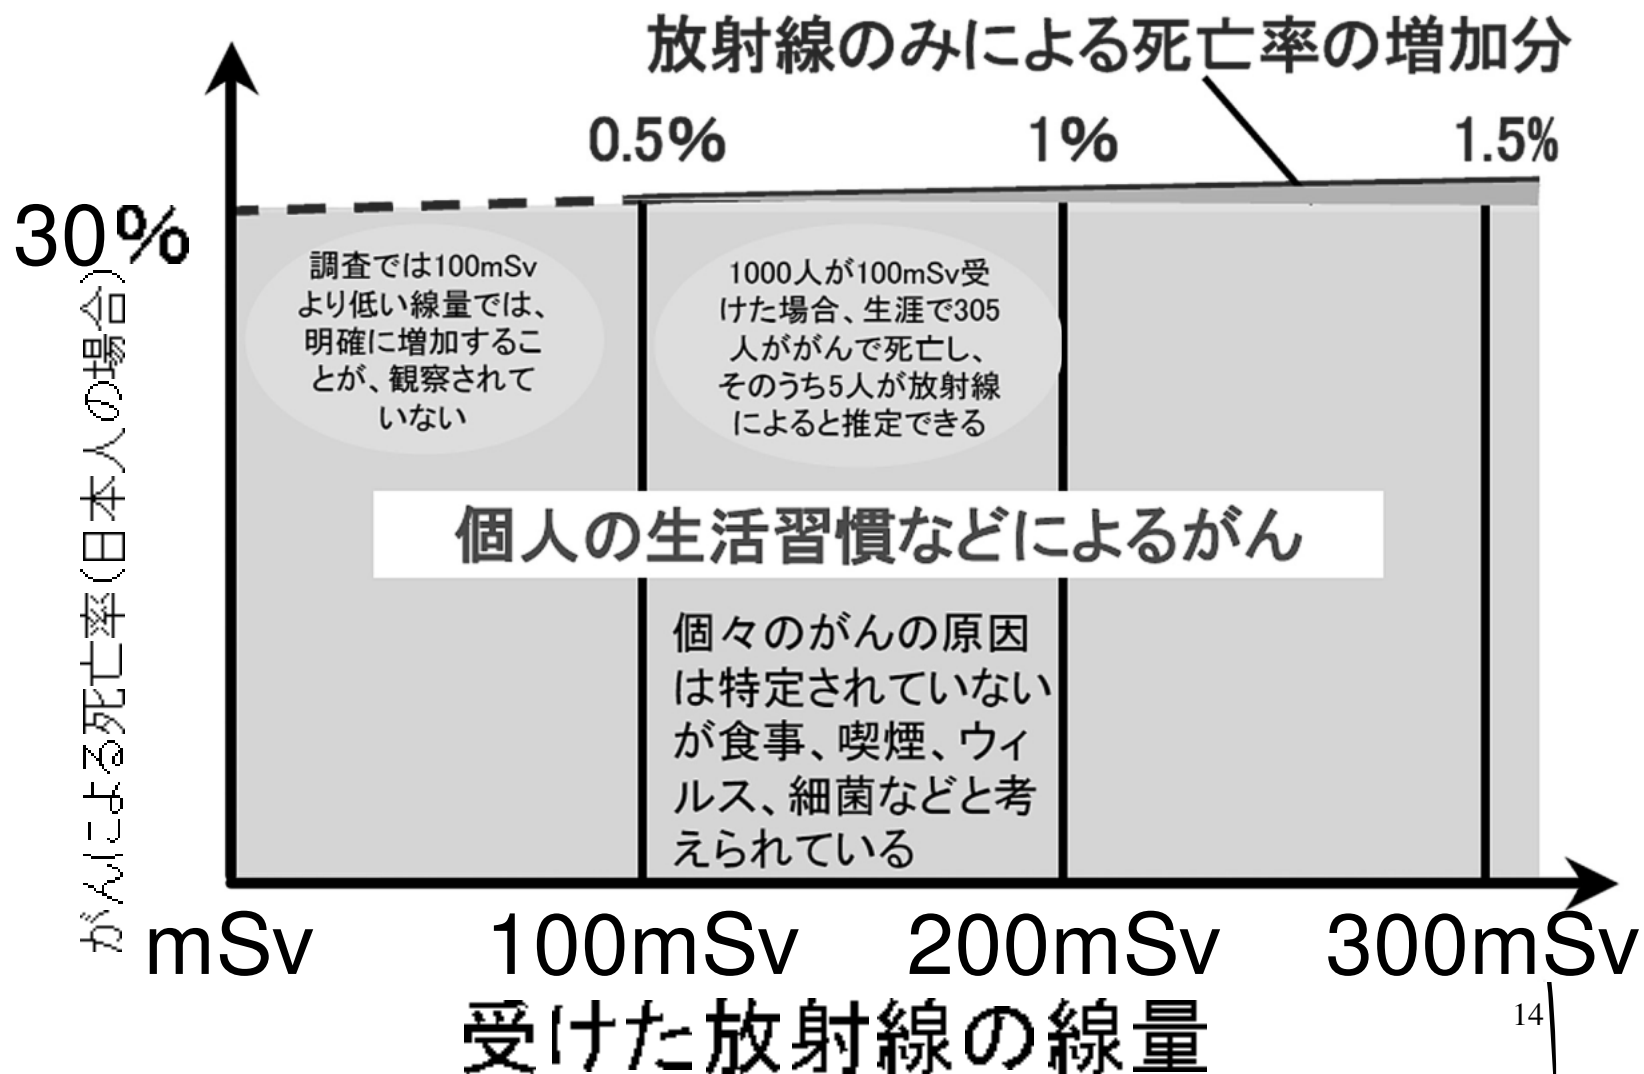 放射線のみによる死亡率の増加分
0.5%
1%
1.5%
30%
がんによる死亡率(日本人の場合)
調査では100mSv
より低い線量では、
明確に増加するこ
とが、観察されて
いない
1000人が100mSv受
けた場合、生涯で305
人ががんで死亡し、
そのうち5人が放射線
によると推定できる
個人の生活習慣などによるがん
個々のがんの原因
は特定されていない
が食事、喫煙、ウィ
ルス、細菌などと考
えられている
mSv
100mSv
200mSv
300mSv
受けた放射線の線量
14